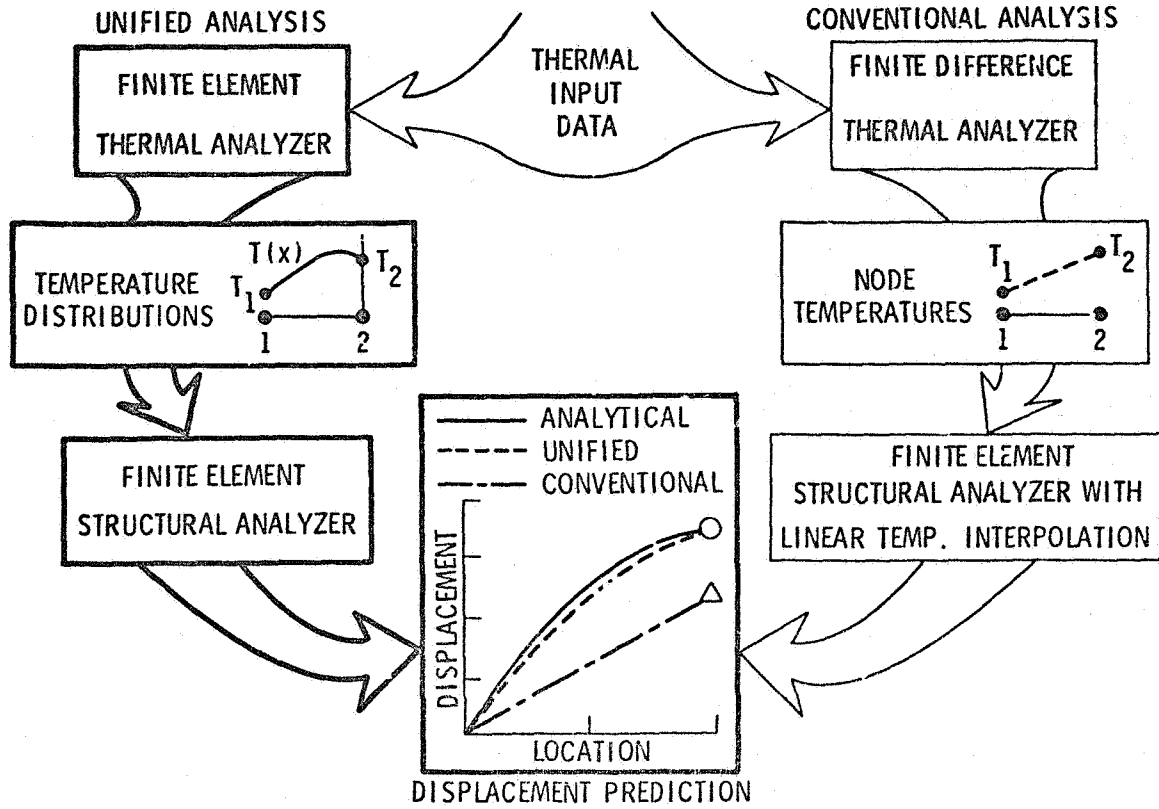 UNIFIED ANALYSIS
CONVENTIONAL ANALYSIS
THERMAL
INPUT
DATA
FINITE ELEMENT
THERMAL ANALYZER
FINITE DIFFERENCE
THERMAL ANALYZER
TEMPERATURE
DISTRIBUTIONS
T(x)
T1
T2
1 2
NODE
TEMPERATURES
T1
T2
1 2
FINITE ELEMENT
STRUCTURAL ANALYZER
ANALYTICAL
UNIFIED
CONVENTIONAL
DISPLACEMENT
LOCATION
FINITE ELEMENT
STRUCTURAL ANALYZER WITH
LINEAR TEMP. INTERPOLATION
DISPLACEMENT PREDICTION